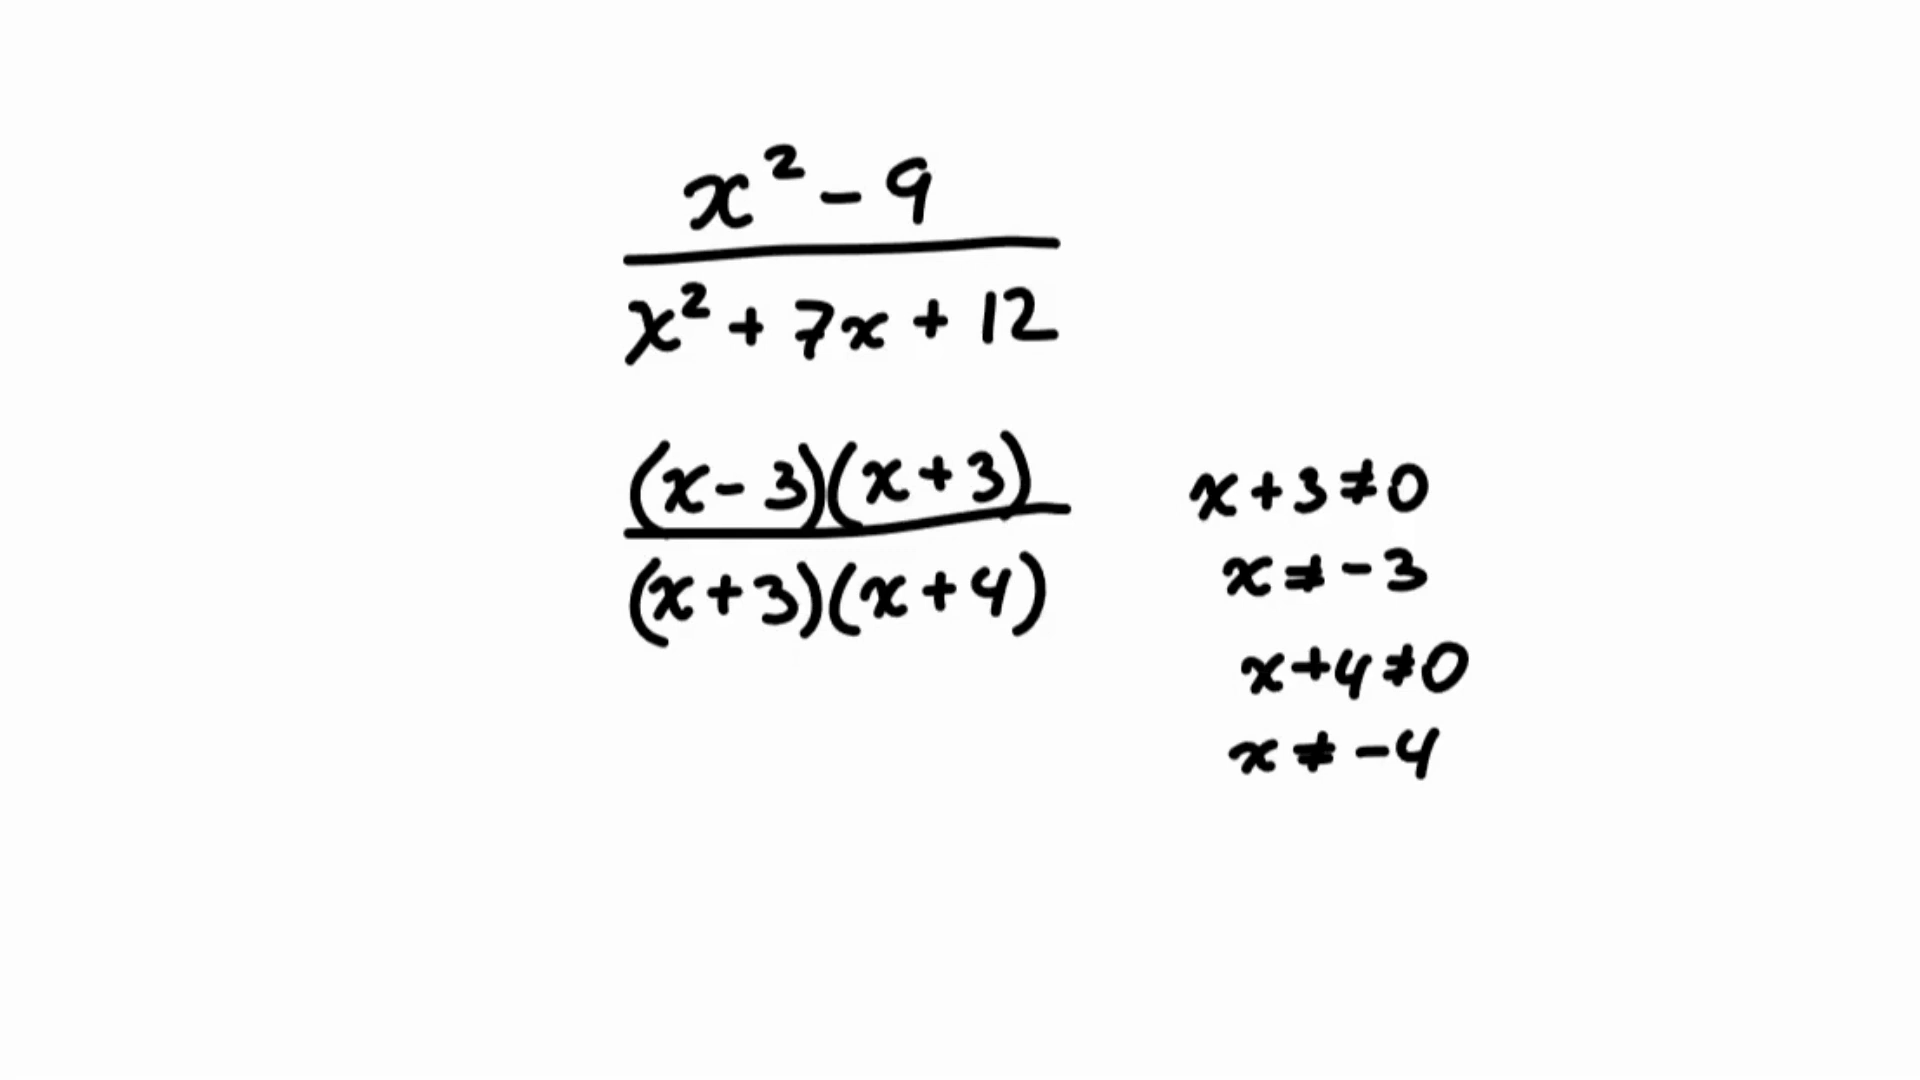 x² - 9
x² + 7x + 12
(x - 3)(x + 3)
(x + 3)(x + 4)
x + 3 ≠ 0
x ≠ -3
x + 4 ≠ 0
x ≠ -4